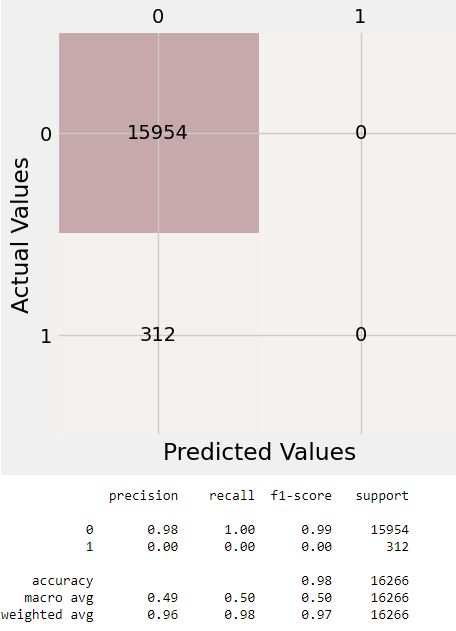 0 1
0 15954 0
Actual Values
1 312 0
Predicted Values
precision recall f1-score support
0 0.98 1.00 0.99 15954
1 0.00 0.00 0.00 312
accuracy 0.98 16266
macro avg 0.49 0.50 0.50 16266
weighted avg 0.96 0.98 0.97 16266